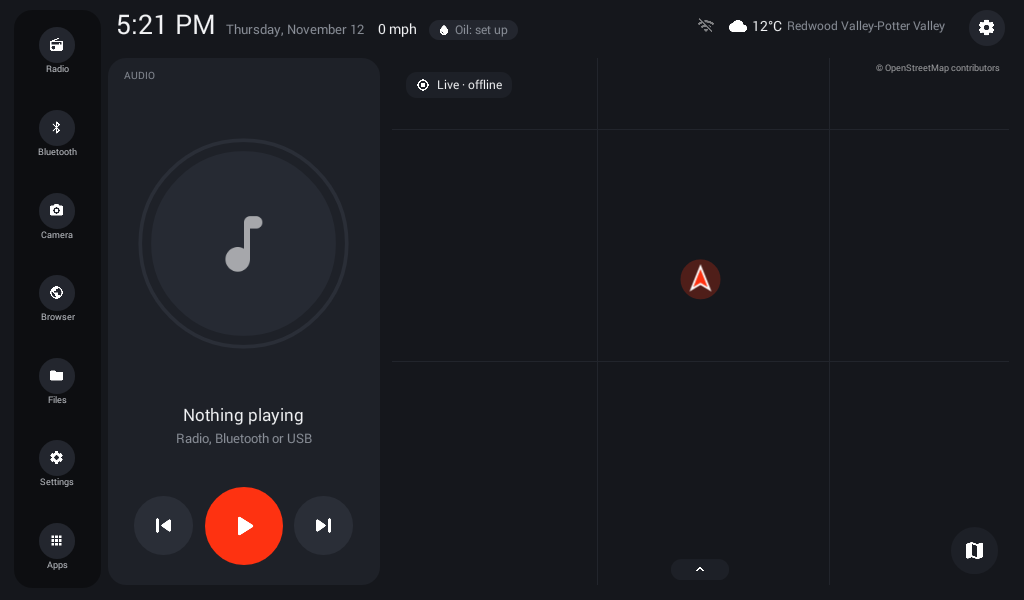 5:21 PM
Thursday, November 12
0 mph
Oil: set up
12°C
Redwood Valley-Potter Valley
Radio
Bluetooth
Camera
Browser
Files
Settings
Apps
AUDIO
Nothing playing
Radio, Bluetooth or USB
Live · offline
© OpenStreetMap contributors